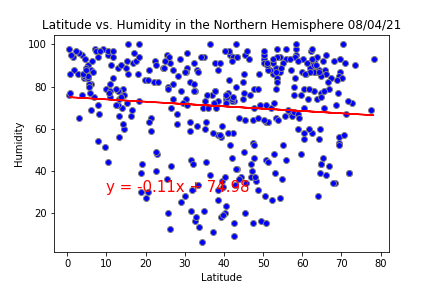 Latitude vs. Humidity in the Northern Hemisphere 08/04/21
100
80
60
40
20
Humidity
y = -0.11x + 74.98
0 10 20 30 40 50 60 70 80
Latitude